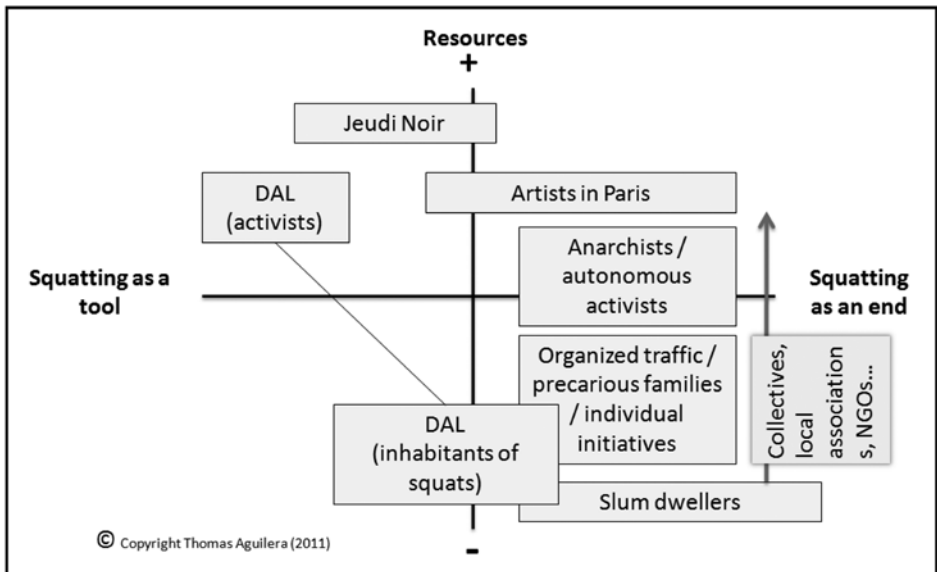 Resources
+
Jeudi Noir
DAL
(activists)
Artists in Paris
Anarchists /
autonomous
activists
Squatting as a
tool
Squatting
as an end
Organized traffic /
precarious families
/ individual
initiatives
Collectives,
local
association
s, NGOs...
DAL
(inhabitants of
squats)
Slum dwellers
© Copyright Thomas Aguilera (2011)
-